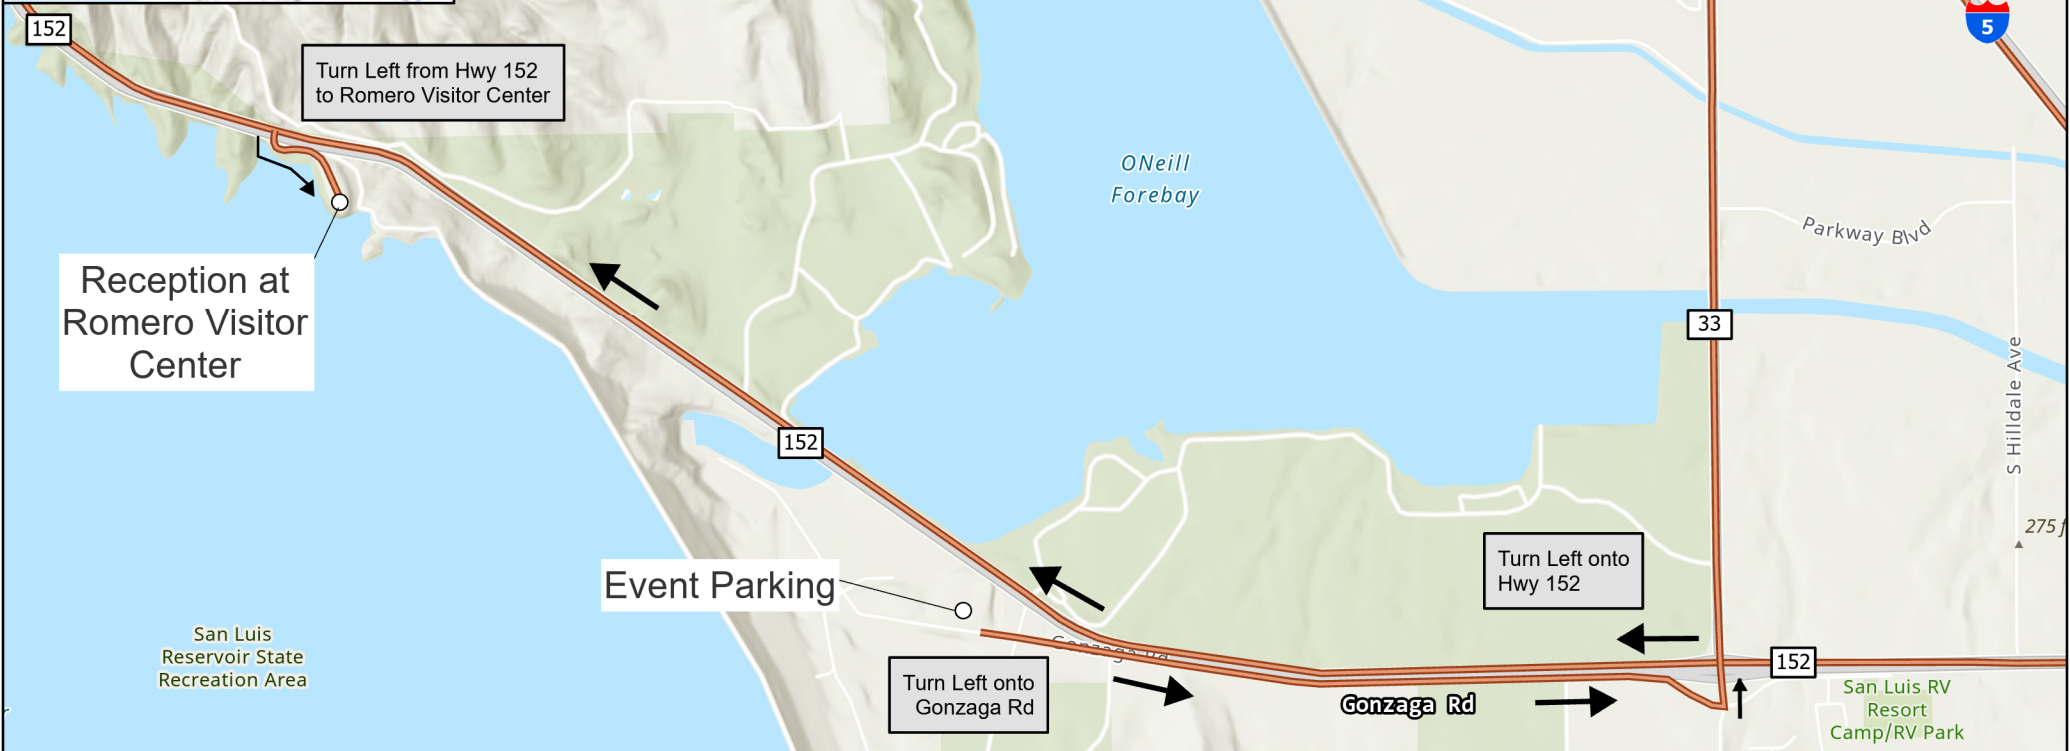 152
5
Turn Left from Hwy 152
to Romero Visitor Center
ONeill
Forebay
Parkway Blvd
Reception at
Romero Visitor
Center
33
S Hilldale Ave
152
275 f
Turn Left onto
Hwy 152
Event Parking
San Luis
Reservoir State
Recreation Area
Gonzaga Rd
152
Turn Left onto
Gonzaga Rd
Gonzaga Rd
San Luis RV
Resort
Camp/RV Park